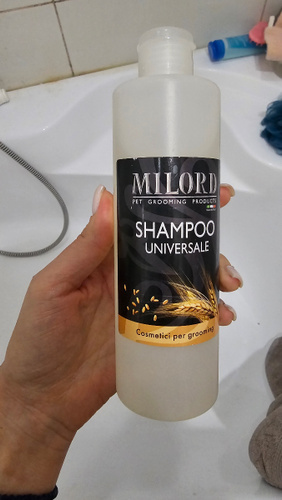 MILORD
PET GROOMING PRODUCTS
SHAMPOO
UNIVERSALE
Cosmetici per grooming